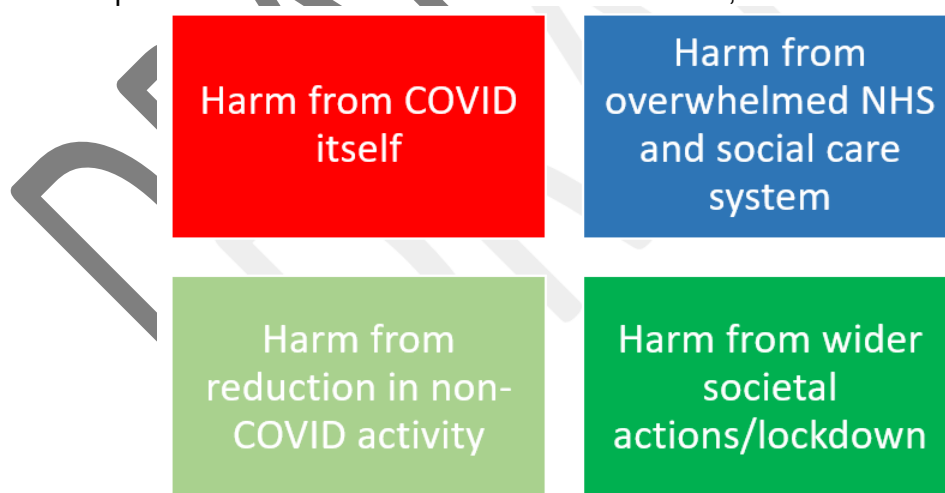 Harm from COVID
itself
Harm from
overwhelmed NHS
and social care
system
Harm from
reduction in non-
COVID activity
Harm from wider
societal
actions/lockdown